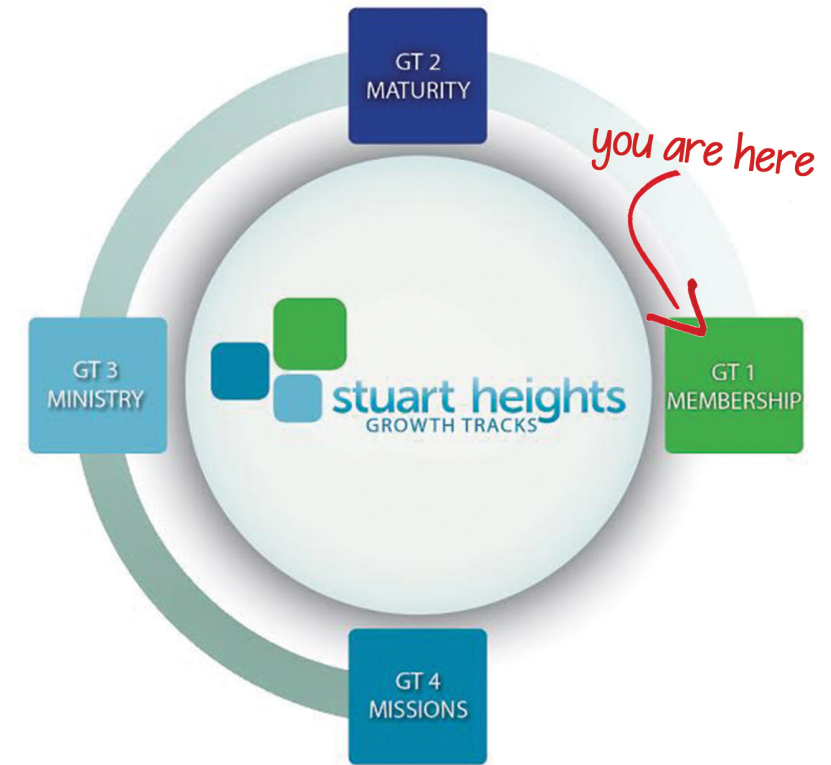 GT 2
MATURITY
you are here
GT 3
MINISTRY
stuart heights
GROWTH TRACKS
GT 1
MEMBERSHIP
GT 4
MISSIONS